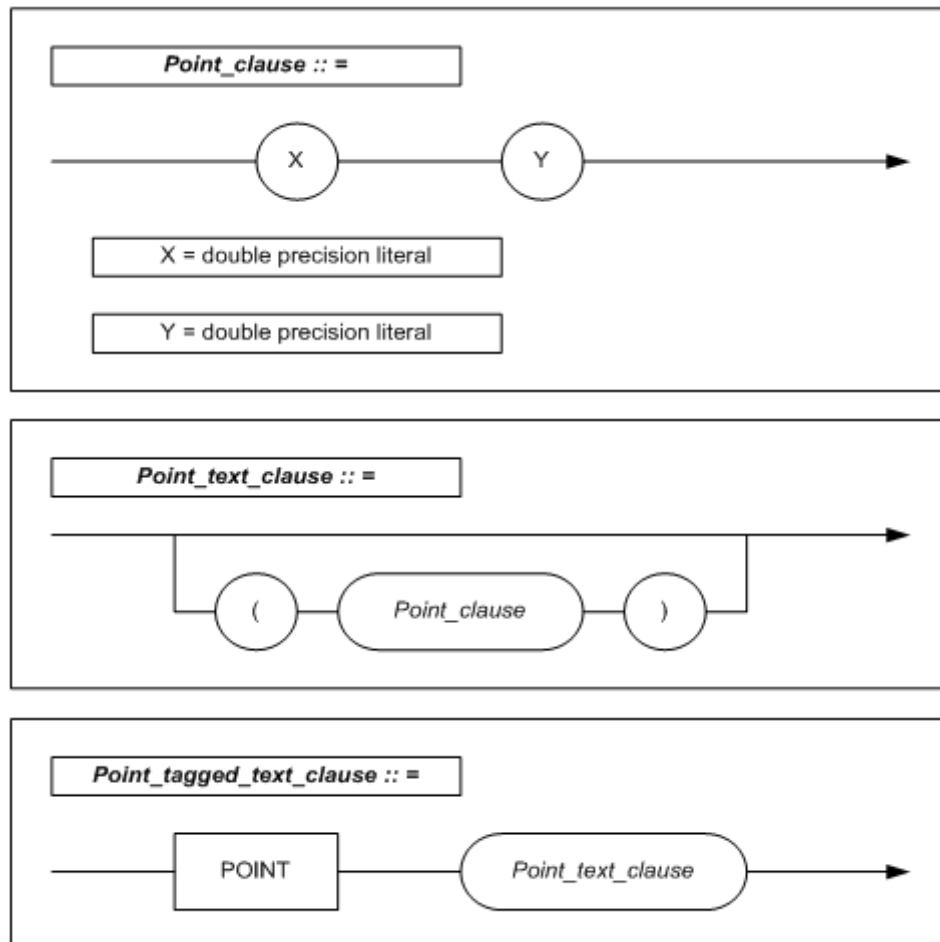 Point_clause :: =
X
Y
X = double precision literal
Y = double precision literal
Point_text_clause :: =
(
Point_clause
)
Point_tagged_text_clause :: =
POINT
Point_text_clause